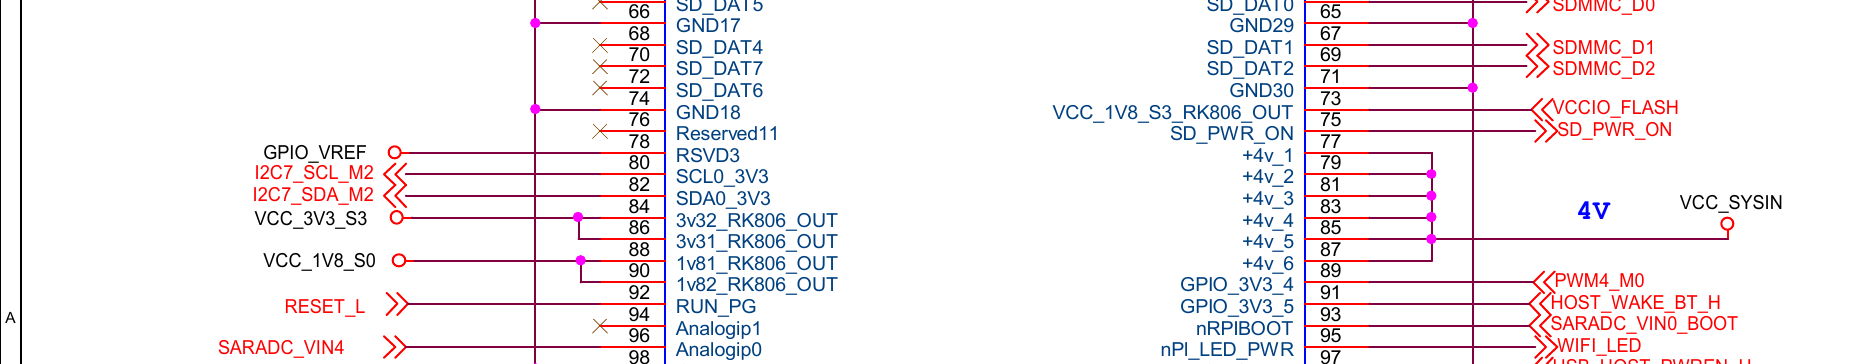 SD_DAT5
66
GND17
68
SD_DAT4
70
SD_DAT7
72
SD_DAT6
74
GND18
76
Reserved11
78
GPIO_VREF
RSVD3
80
I2C7_SCL_M2
SCL0_3V3
82
I2C7_SDA_M2
SDA0_3V3
84
VCC_3V3_S3
3v32_RK806_OUT
86
3v31_RK806_OUT
88
VCC_1V8_S0
1v81_RK806_OUT
90
1v82_RK806_OUT
92
RESET_L
RUN_PG
94
Analogip1
96
SARADC_VIN4
Analogip0
98
A
SD_DAT0
SDMMC_D0
65
GND29
67
SD_DAT1
SDMMC_D1
69
SD_DAT2
SDMMC_D2
71
GND30
73
VCC_1V8_S3_RK806_OUT
VCCIO_FLASH
75
SD_PWR_ON
SD_PWR_ON
77
+4v_1
79
+4v_2
81
+4v_3
83
+4v_4
85
+4v_5
87
+4v_6
4V
VCC_SYSIN
89
GPIO_3V3_4
PWM4_M0
91
GPIO_3V3_5
HOST_WAKE_BT_H
93
nRPIBOOT
SARADC_VIN0_BOOT
95
nPI_LED_PWR
WIFI_LED
97
USB_HOST_PWREN_H